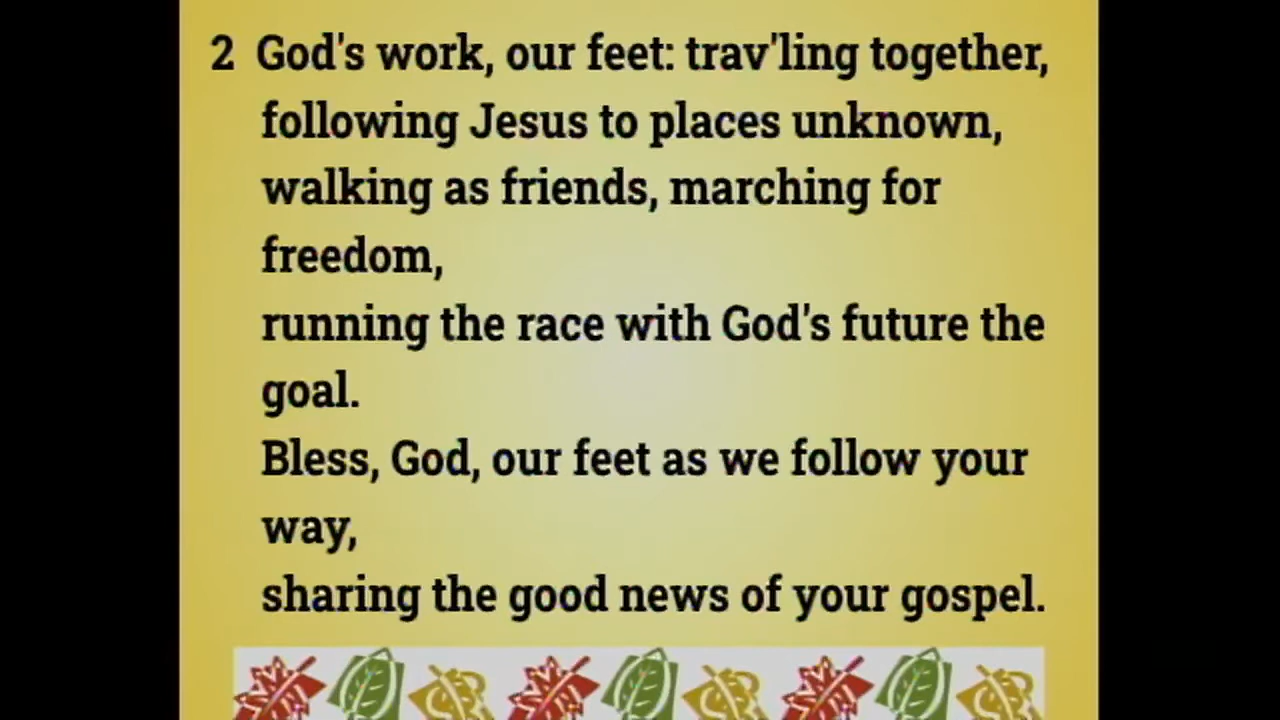 2 God's work, our feet: trav'ling together,
following Jesus to places unknown,
walking as friends, marching for
freedom,
running the race with God's future the
goal.
Bless, God, our feet as we follow your
way,
sharing the good news of your gospel.